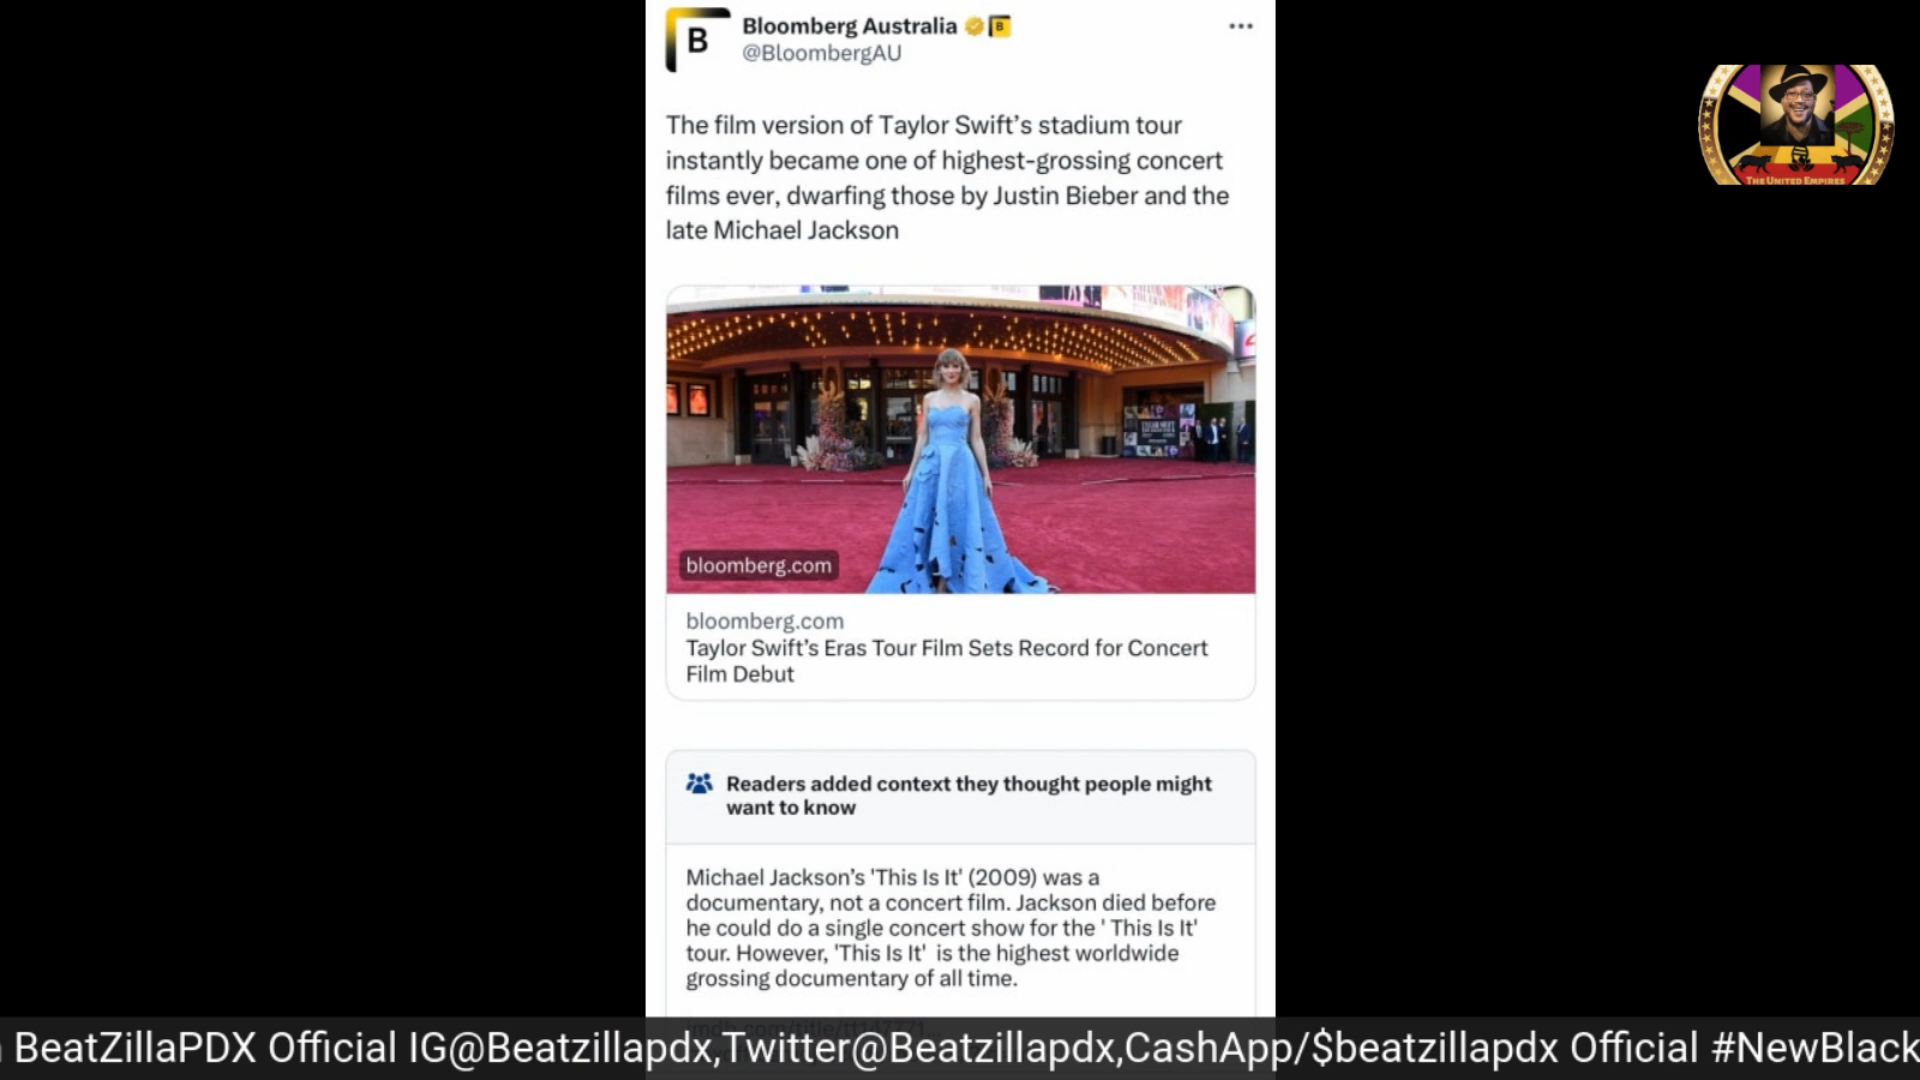 Bloomberg Australia
@BloombergAU
The film version of Taylor Swift’s stadium tour
instantly became one of highest-grossing concert
films ever, dwarfing those by Justin Bieber and the
late Michael Jackson
bloomberg.com
bloomberg.com
Taylor Swift’s Eras Tour Film Sets Record for Concert
Film Debut
Readers added context they thought people might
want to know
Michael Jackson’s 'This Is It' (2009) was a
documentary, not a concert film. Jackson died before
he could do a single concert show for the ' This Is It'
tour. However, 'This Is It' is the highest worldwide
grossing documentary of all time.
THE UNITED EMPIRES
BeatZillaPDX Official IG@Beatzillapdx,Twitter@Beatzillapdx,CashApp/$beatzillapdx Official #NewBlack